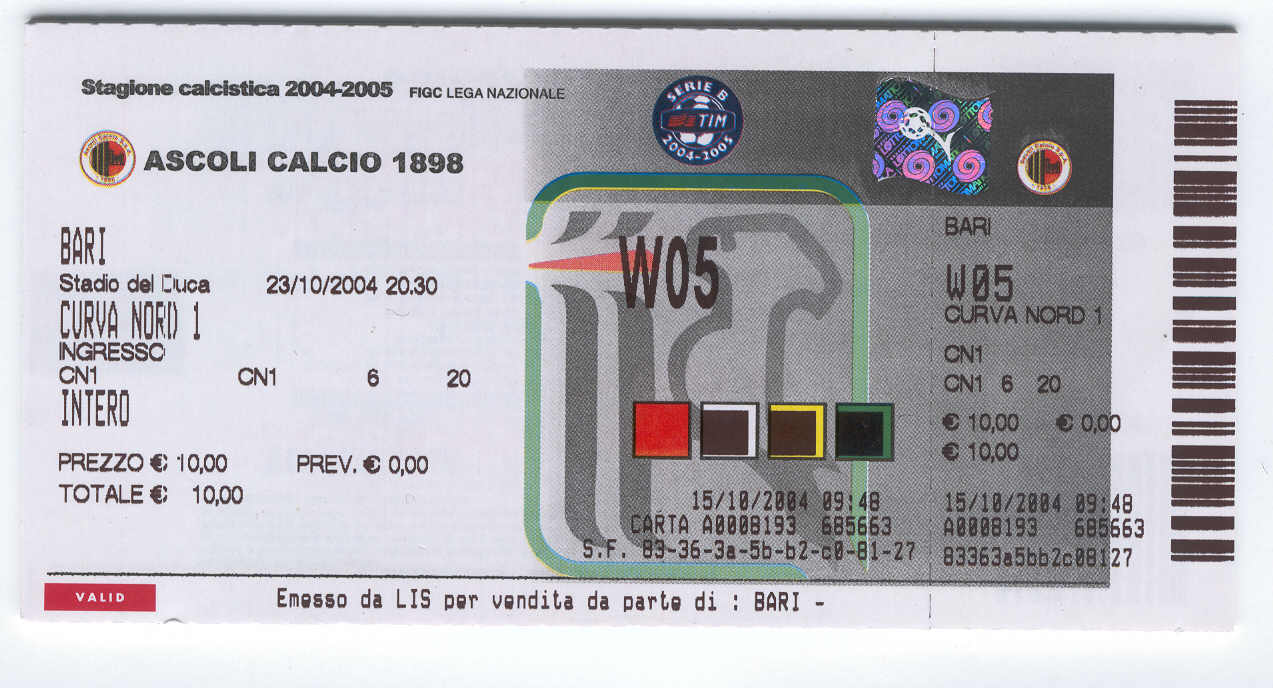 Stagione calcistica 2004-2005 FIGC LEGA NAZIONALE
SERIE B
TIM
2004-2005
ASCOLI CALCIO 1898
BARI
Stadio del Duca 23/10/2004 20.30
CURVA NORD 1
INGRESSO
CN1 CN1 6 20
INTERO
PREZZO € 10,00 PREV. € 0,00
TOTALE € 10,00
W05
15/10/2004 09:48
CARTA A0008193 685663
S.F. 83-36-3a-5b-b2-c0-81-27
VALID
Emesso da LIS per vendita da parte di : BARI -
BARI
W05
CURVA NORD 1
CN1
CN1 6 20
€ 10,00 € 0,00
€ 10,00
15/10/2004 09:48
A0008193 685663
83363a5bb2c08127